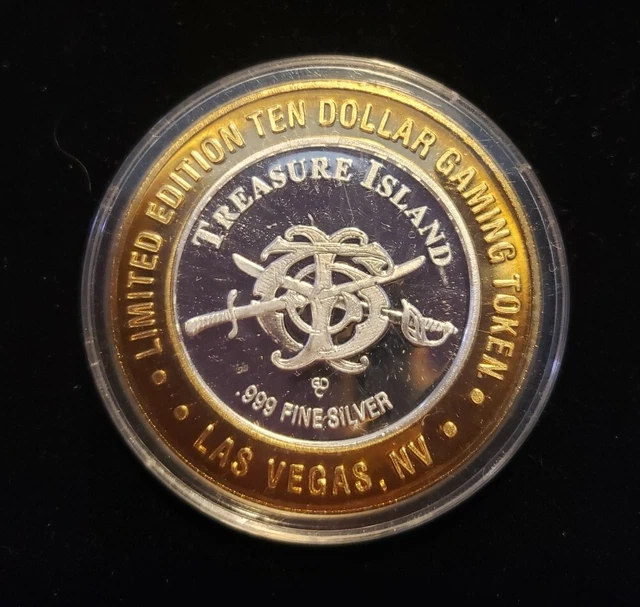 LIMITED EDITION TEN DOLLAR GAMING TOKEN
TREASURE ISLAND
.999 FINE SILVER
LAS VEGAS, NV